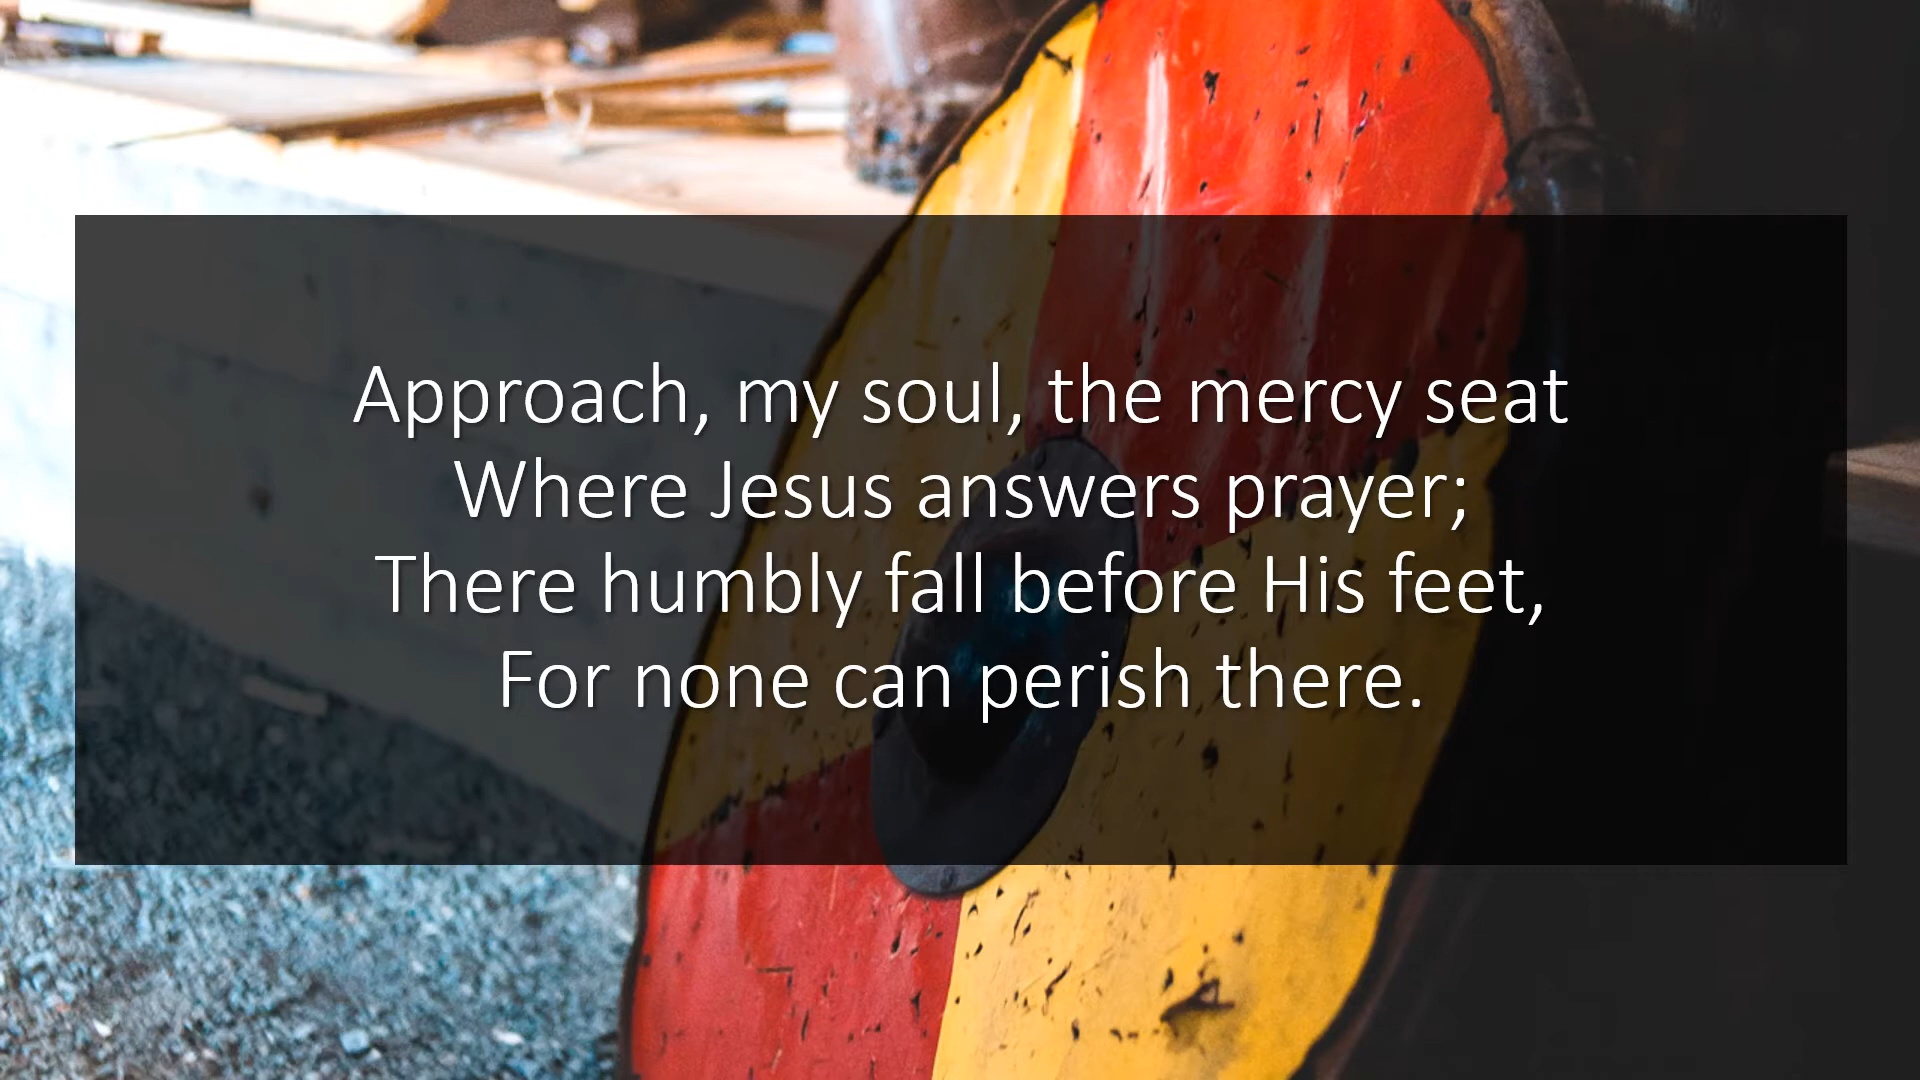 Approach, my soul, the mercy seat
Where Jesus answers prayer;
There humbly fall before His feet,
For none can perish there.